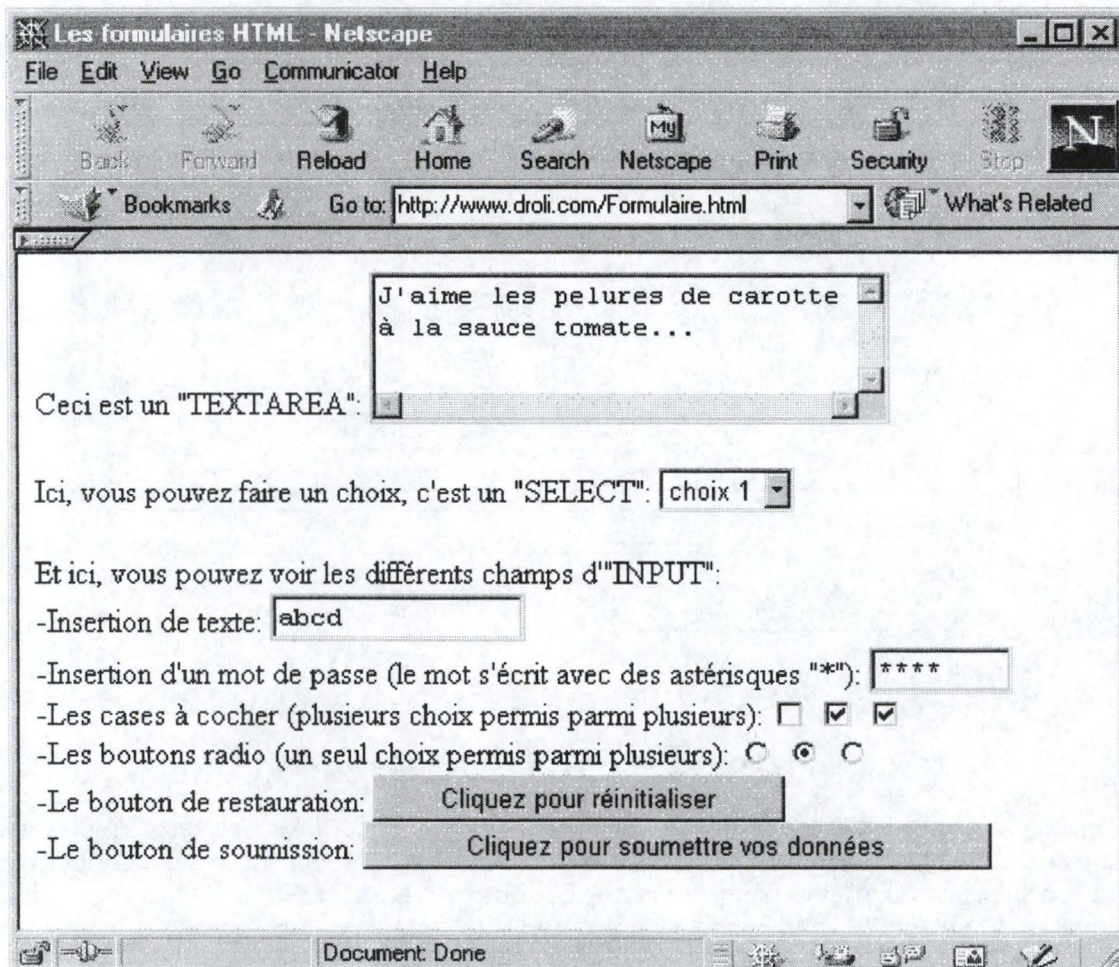 Les formulaires HTML - Netscape
File Edit View Go Communicator Help
Back Forward Reload Home Search Netscape Print Security Stop
My
N
Bookmarks Go to: http://www.droli.com/Formulaire.html What's Related
J'aime les pelures de carotte
à la sauce tomate...
Ceci est un "TEXTAREA":
Ici, vous pouvez faire un choix, c'est un "SELECT": choix 1
Et ici, vous pouvez voir les différents champs d'"INPUT":
-Insertion de texte: abcd
-Insertion d'un mot de passe (le mot s'écrit avec des astérisques "*"): ****
-Les cases à cocher (plusieurs choix permis parmi plusieurs):
-Les boutons radio (un seul choix permis parmi plusieurs):
-Le bouton de restauration: Cliquez pour réinitialiser
-Le bouton de soumission: Cliquez pour soumettre vos données
Document: Done